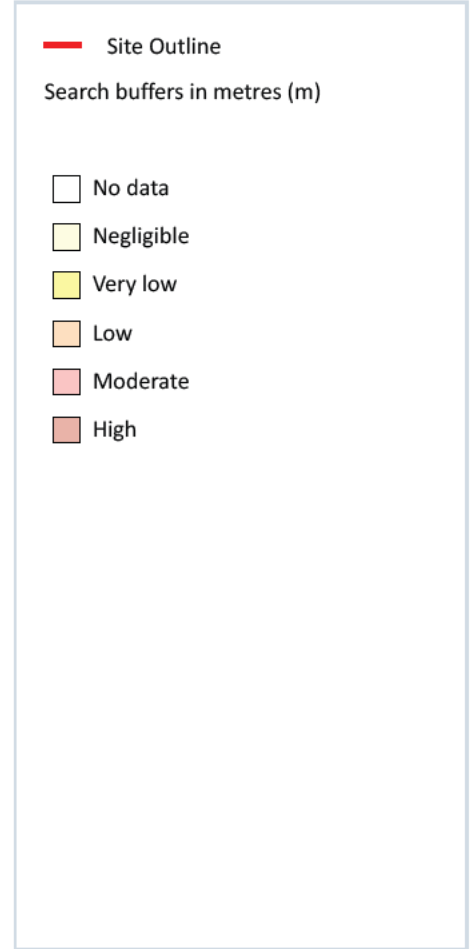 Site Outline
Search buffers in metres (m)
No data
Negligible
Very low
Low
Moderate
High